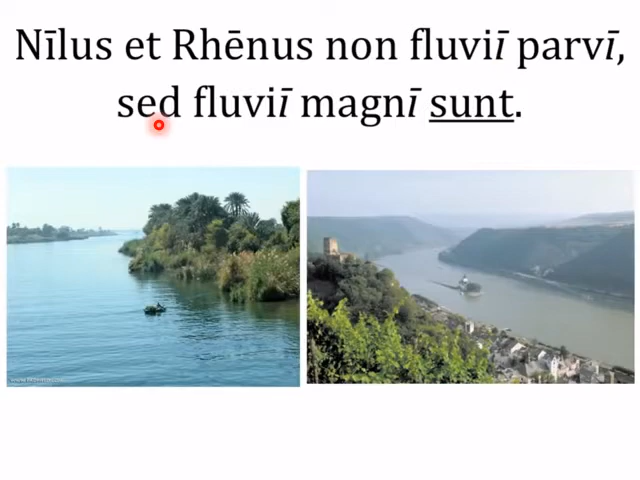 Nīlus et Rhēnus non fluviī parvī,
sed fluviī magnī sunt.